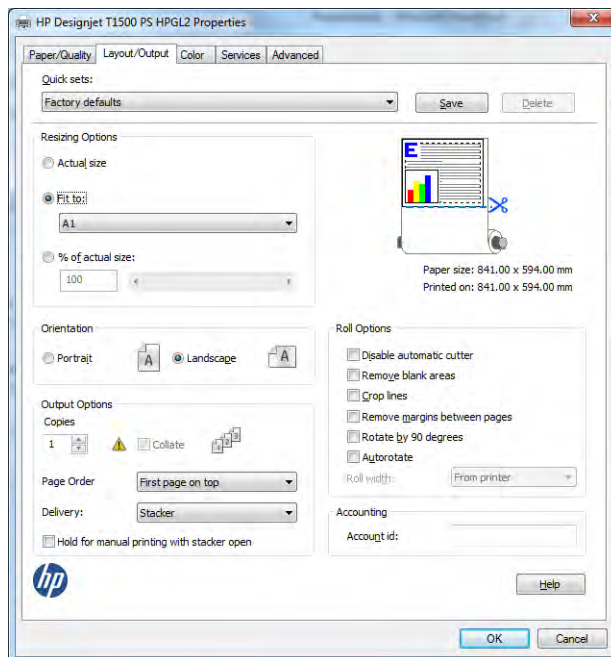 HP Designjet T1500 PS HPGL2 Properties
Paper/Quality Layout/Output Color Services Advanced
Quick sets:
Factory defaults
Save
Delete
Resizing Options
Actual size
Fit to:
A1
% of actual size:
100
E
Paper size: 841.00 x 594.00 mm
Printed on: 841.00 x 594.00 mm
Orientation
Portrait
A
Landscape
A
Output Options
Copies
1
Collate
Page Order
First page on top
Delivery:
Stacker
Hold for manual printing with stacker open
Roll Options
Disable automatic cutter
Remove blank areas
Crop lines
Remove margins between pages
Rotate by 90 degrees
Autorotate
Roll width:
From printer
Accounting
Account id:
hp
Help
OK
Cancel